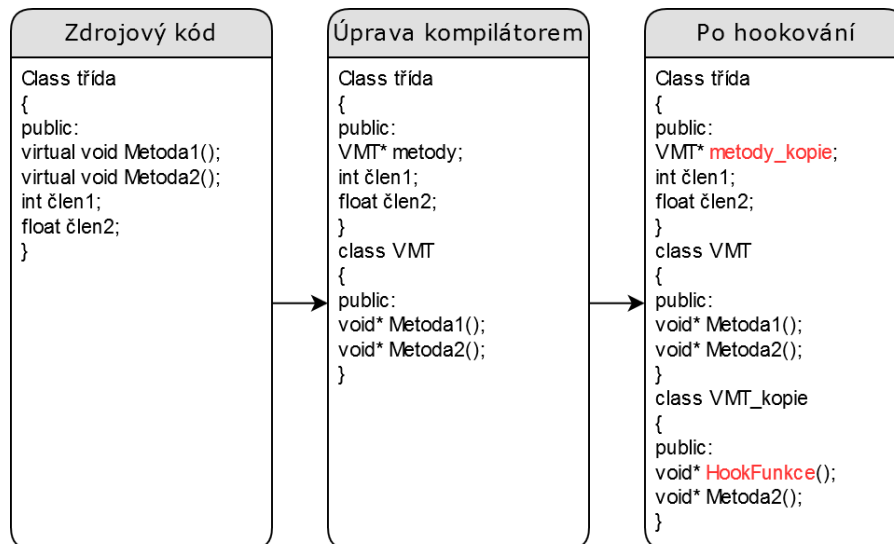 Zdrojový kód
Class třída
{
public:
virtual void Metoda1();
virtual void Metoda2();
int člen1;
float člen2;
}
Úprava kompilátorem
Class třída
{
public:
VMT* metody;
int člen1;
float člen2;
}
class VMT
{
public:
void* Metoda1();
void* Metoda2();
}
Po hookování
Class třída
{
public:
VMT* metody_kopie;
int člen1;
float člen2;
}
class VMT
{
public:
void* Metoda1();
void* Metoda2();
}
class VMT_kopie
{
public:
void* HookFunkce();
void* Metoda2();
}